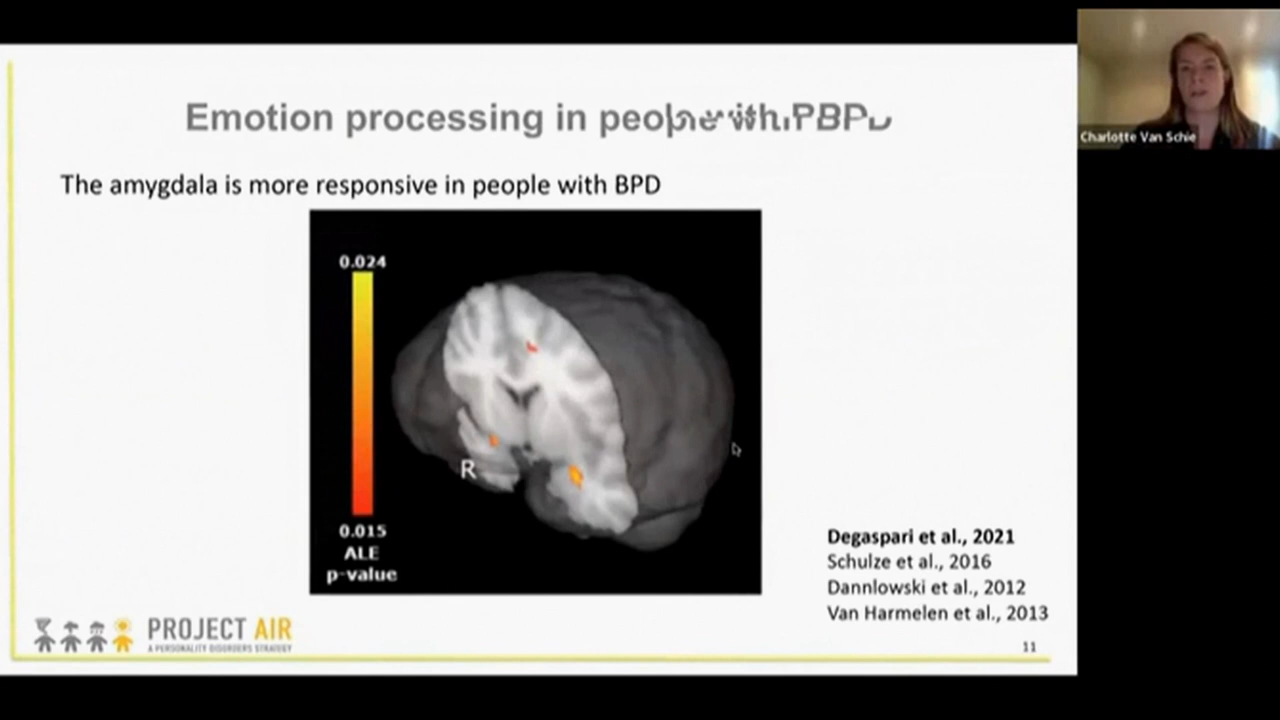 Emotion processing in people with
The amygdala is more responsive in people with BPD
0.024
R
0.015
ALE
p-value
Degaspari et al., 2021
Schulze et al., 2016
Dannlowski et al., 2012
Van Harmelen et al., 2013
PROJECT AIR
A PERSONALITY DISORDERS STRATEGY
11
Charlotte Van Schie